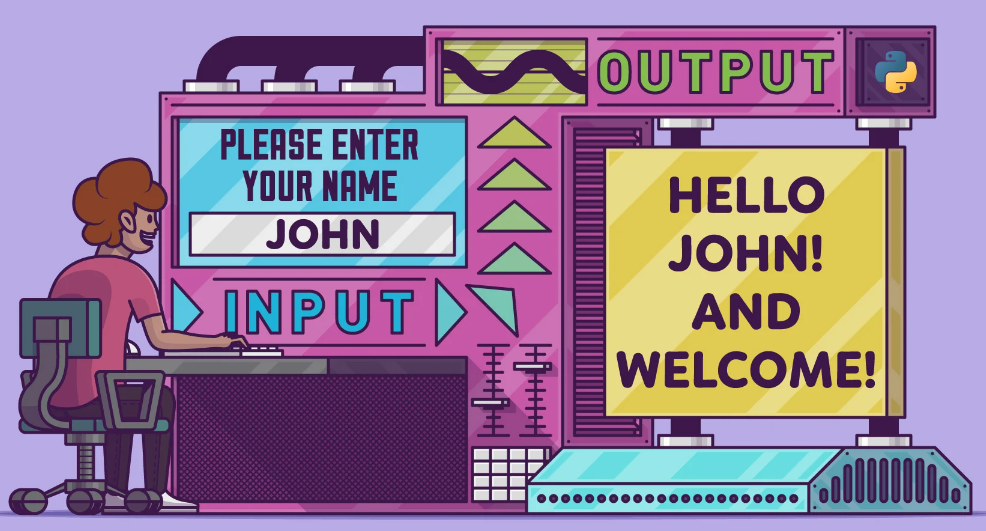 PLEASE ENTER
YOUR NAME
JOHN
INPUT
OUTPUT
HELLO
JOHN!
AND
WELCOME!